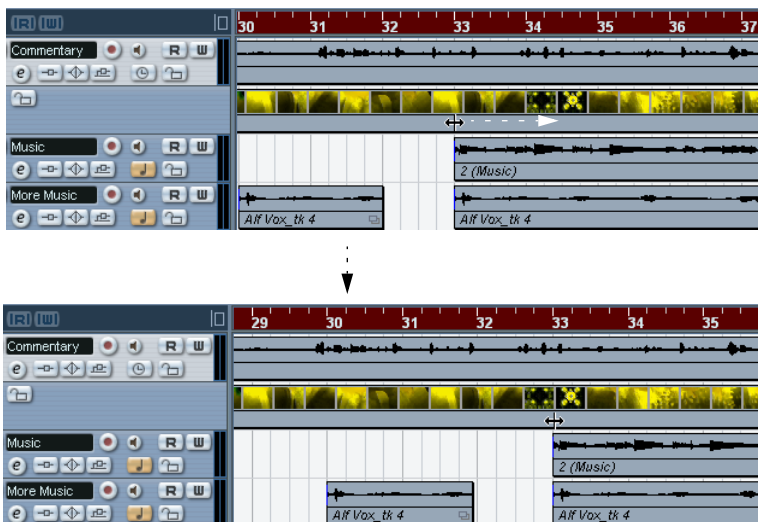 R W 30 31 32 33 34 35 36 37
Commentary R W
e
Music R W
2 (Music)
e
More Music R W
e Alf Vox_tk 4 Alf Vox_tk 4
R W 29 30 31 32 33 34 35
Commentary R W
e
Music R W
e 2 (Music)
More Music R W
e Alf Vox_tk 4 Alf Vox_tk 4